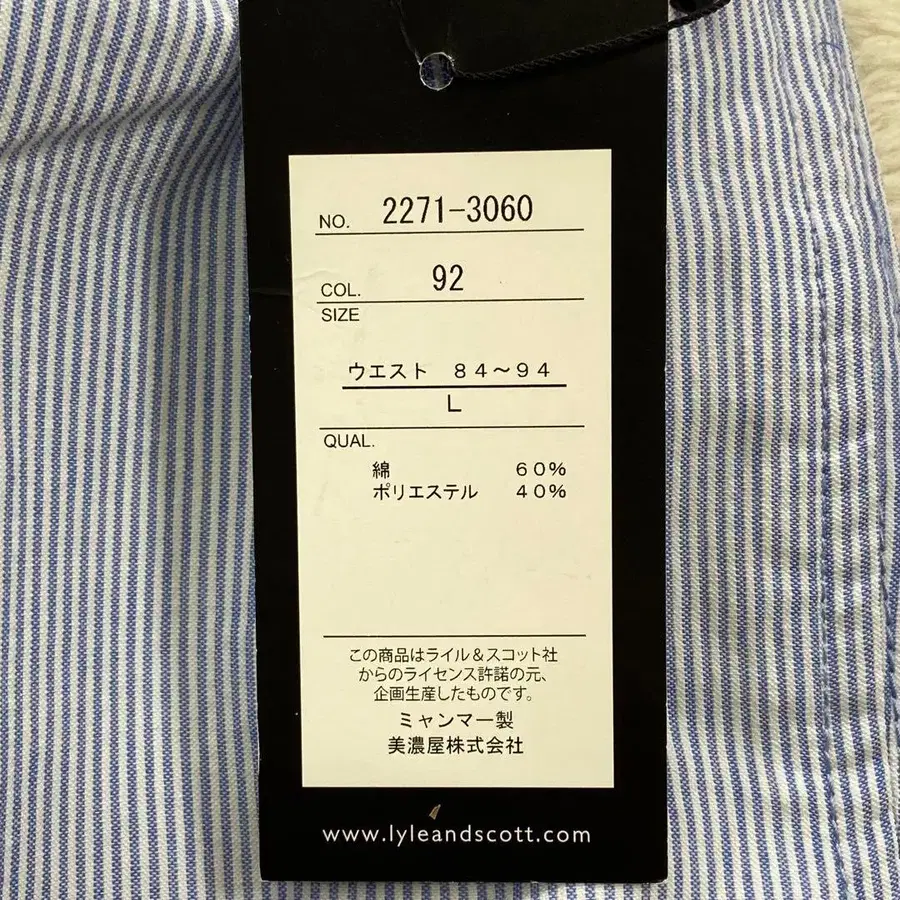 NO. 2271-3060
COL. 92
SIZE
ウエスト 84～94
L
QUAL.
綿 60%
ポリエステル 40%
この商品はライル&スコット社
からのライセンス許諾の元、
企画生産したものです。
ミャンマー製
美濃屋株式会社
www.lyleandscott.com